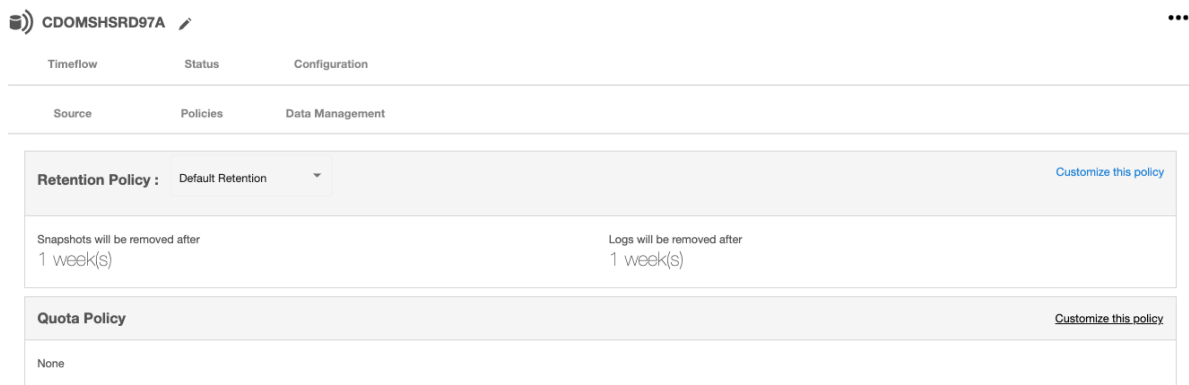 CDOMSHSRD97A
Timeflow Status Configuration
Source Policies Data Management
Retention Policy : Default Retention Customize this policy
Snapshots will be removed after Logs will be removed after
1 week(s) 1 week(s)
Quota Policy Customize this policy
None